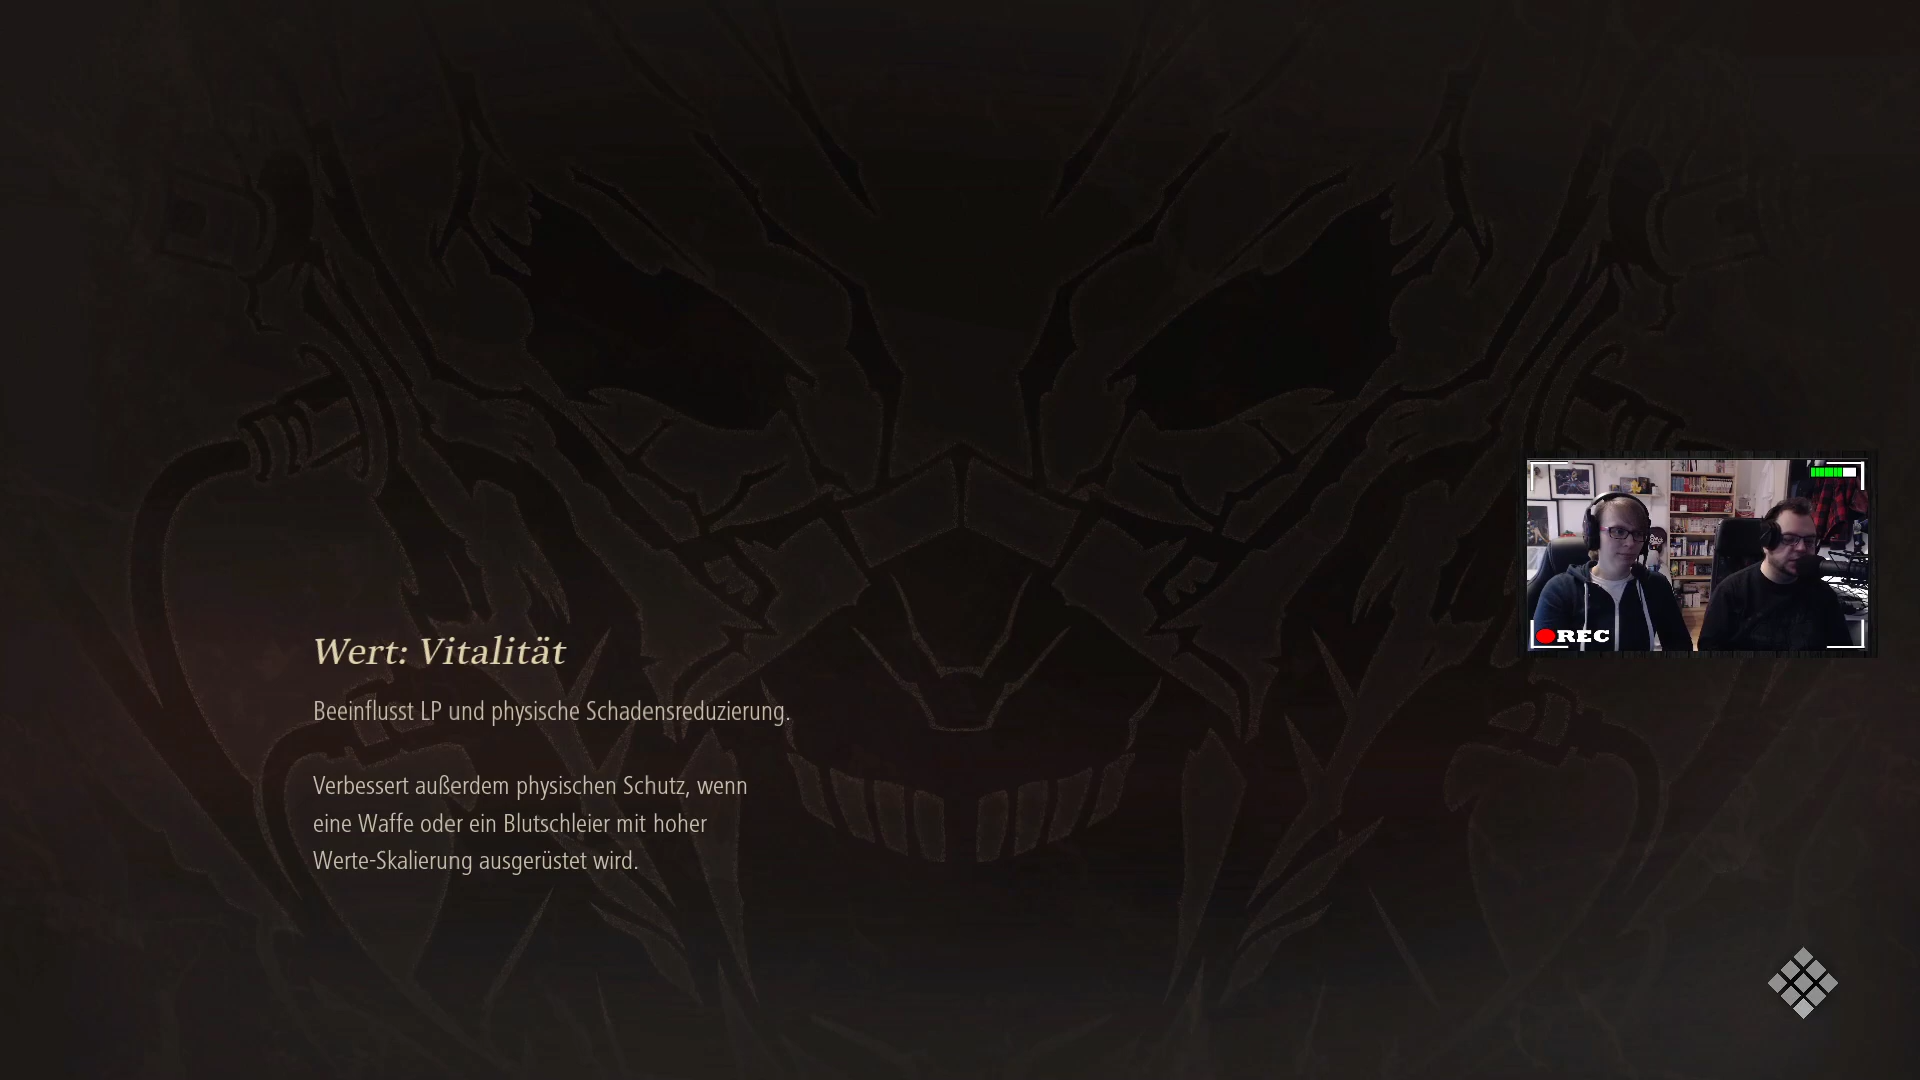 Wert: Vitalität
Beeinflusst LP und physische Schadensreduzierung.
Verbessert außerdem physischen Schutz, wenn
eine Waffe oder ein Blutschleier mit hoher
Werte-Skalierung ausgerüstet wird.
REC